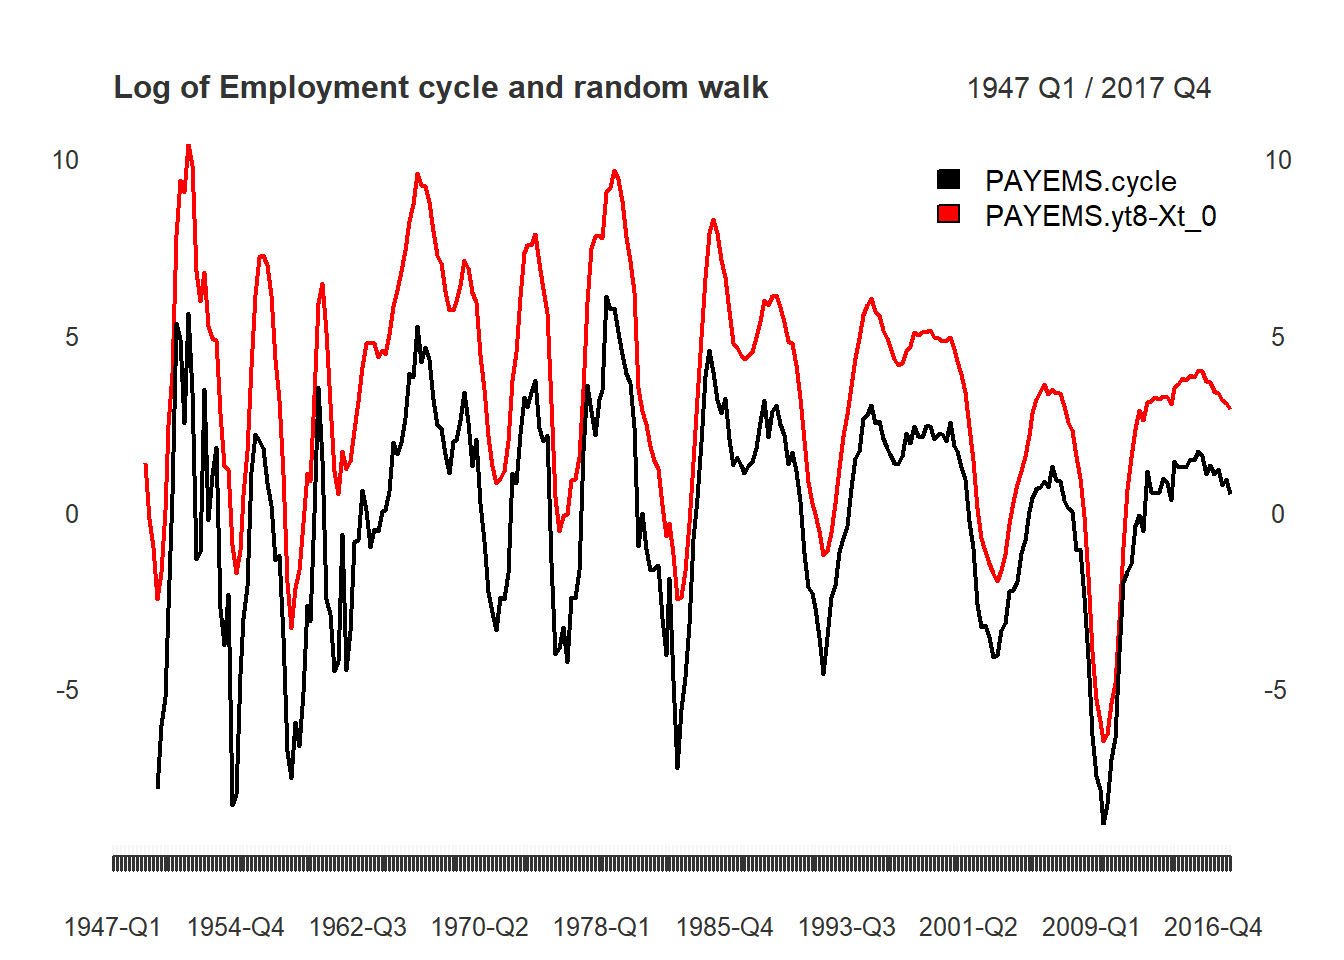 Log of Employment cycle and random walk 1947 Q1 / 2017 Q4
10 10
PAYEMS.cycle
PAYEMS.yt8-Xt_0
5 5
0 0
-5 -5
1947-Q1 1954-Q4 1962-Q3 1970-Q2 1978-Q1 1985-Q4 1993-Q3 2001-Q2 2009-Q1 2016-Q4